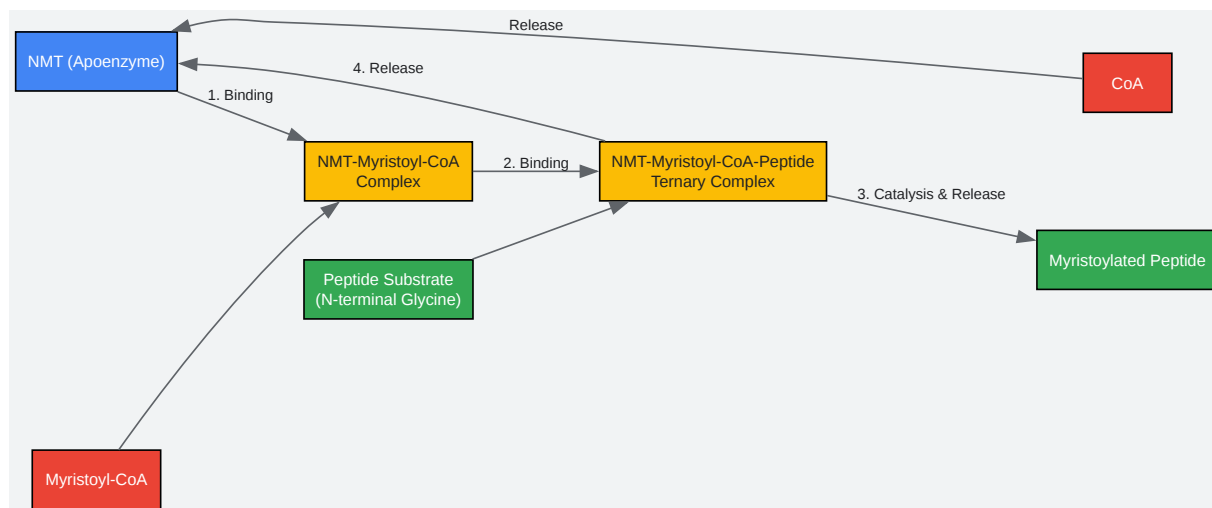 Release
NMT (Apoenzyme)
4. Release
CoA
1. Binding
NMT-Myristoyl-CoA
Complex
2. Binding
NMT-Myristoyl-CoA-Peptide
Ternary Complex
3. Catalysis & Release
Myristoylated Peptide
Peptide Substrate
(N-terminal Glycine)
Myristoyl-CoA